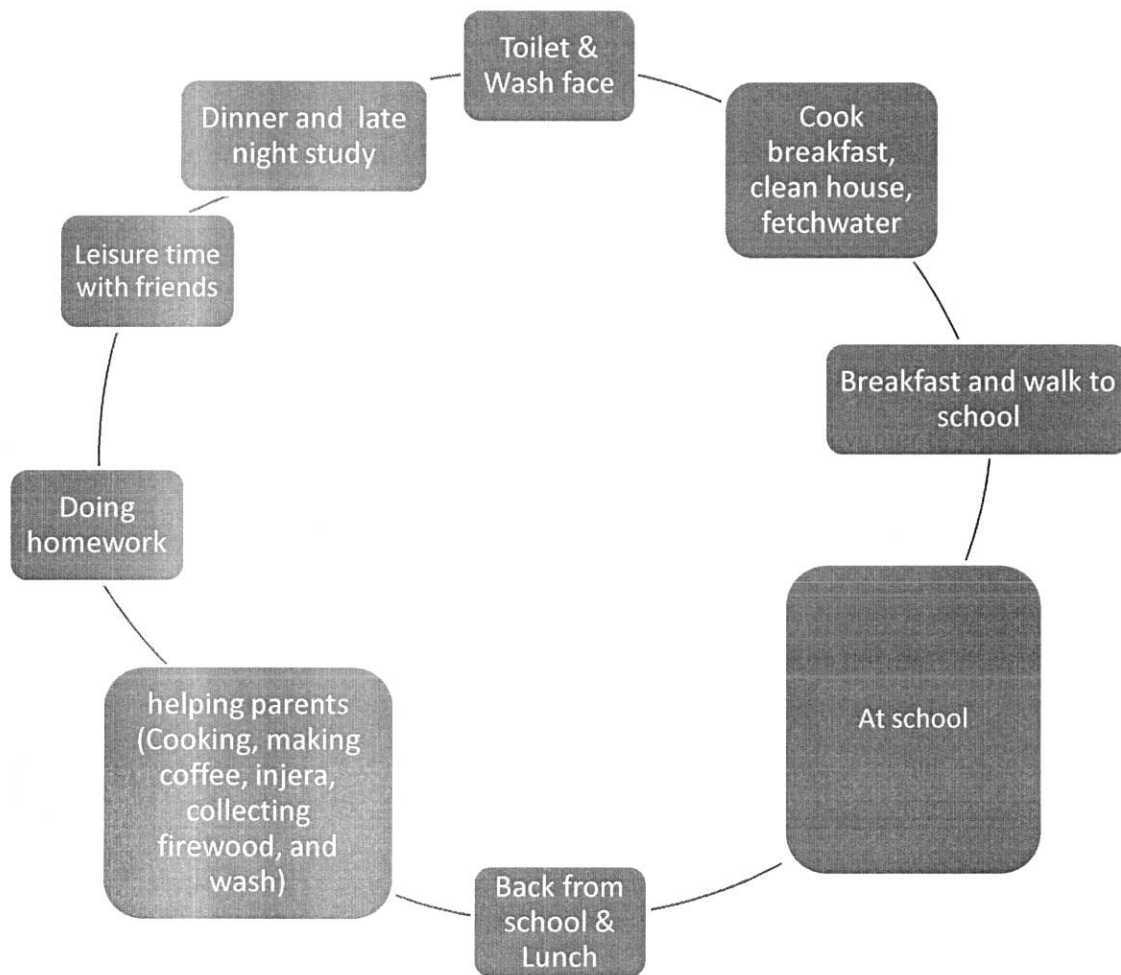 Toilet &
Wash face
Cook
breakfast,
clean house,
fetchwater
Breakfast and walk to
school
At school
Back from
school &
Lunch
helping parents
(Cooking, making
coffee, injera,
collecting
firewood, and
wash)
Doing
homework
Leisure time
with friends
Dinner and late
night study